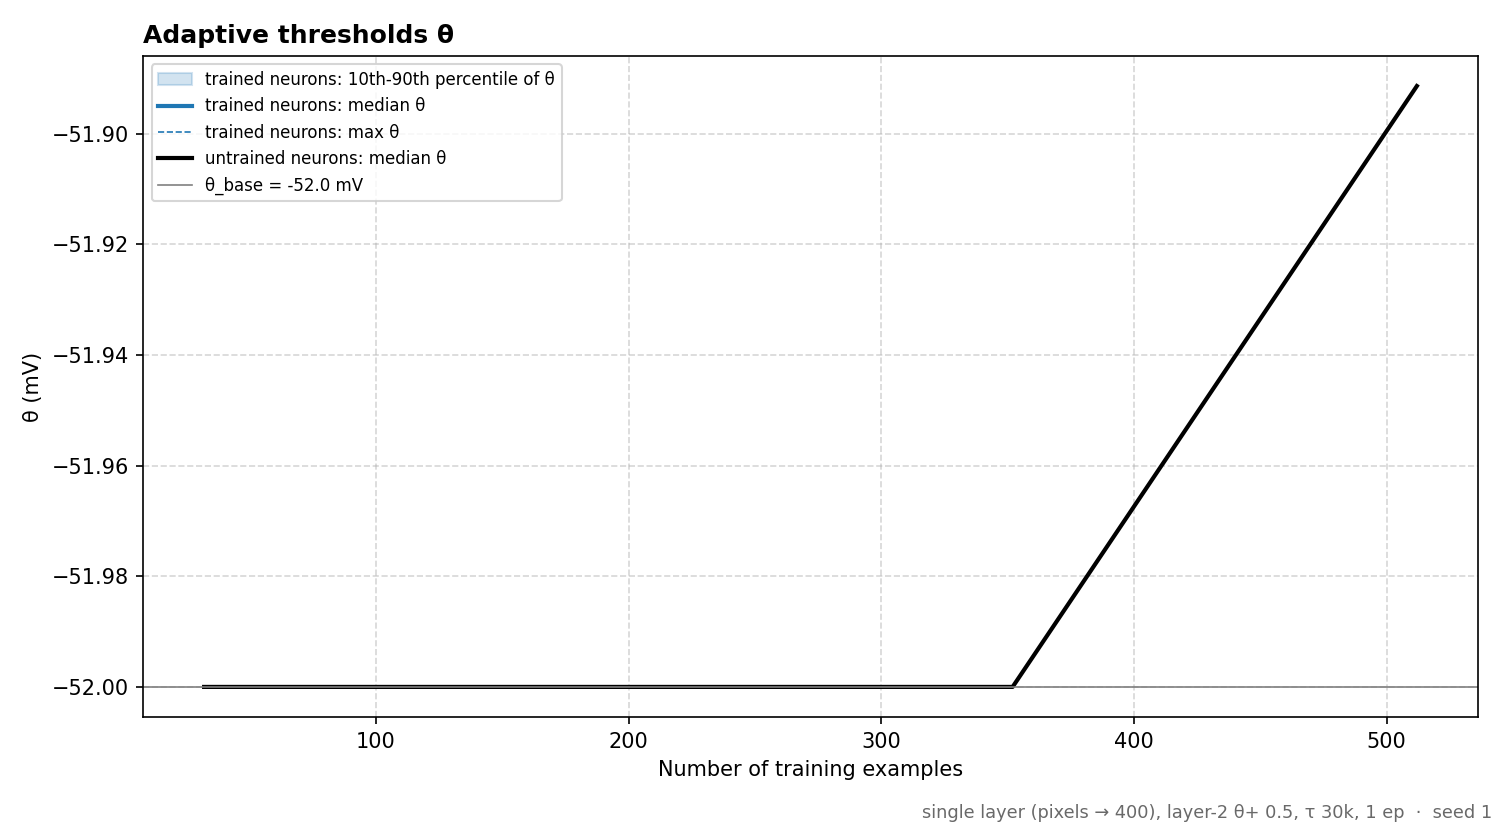 Adaptive thresholds θ
trained neurons: 10th-90th percentile of θ
trained neurons: median θ
trained neurons: max θ
untrained neurons: median θ
θ_base = -52.0 mV
θ (mV)
−51.90
−51.92
−51.94
−51.96
−51.98
−52.00
100 200 300 400 500
Number of training examples
single layer (pixels → 400), layer-2 θ+ 0.5, τ 30k, 1 ep · seed 1